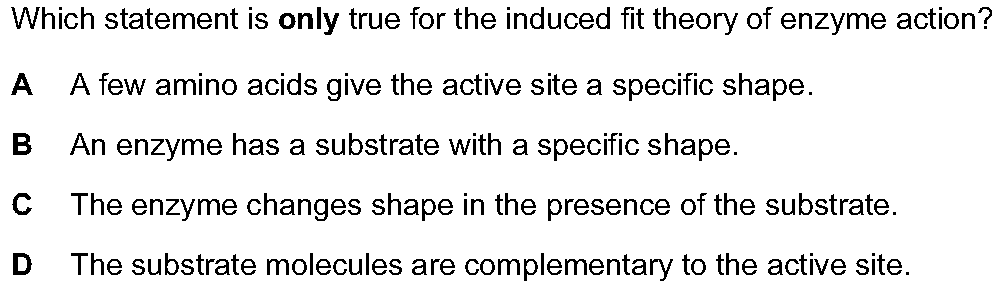 Which statement is only true for the induced fit theory of enzyme action?
A A few amino acids give the active site a specific shape.
B An enzyme has a substrate with a specific shape.
C The enzyme changes shape in the presence of the substrate.
D The substrate molecules are complementary to the active site.